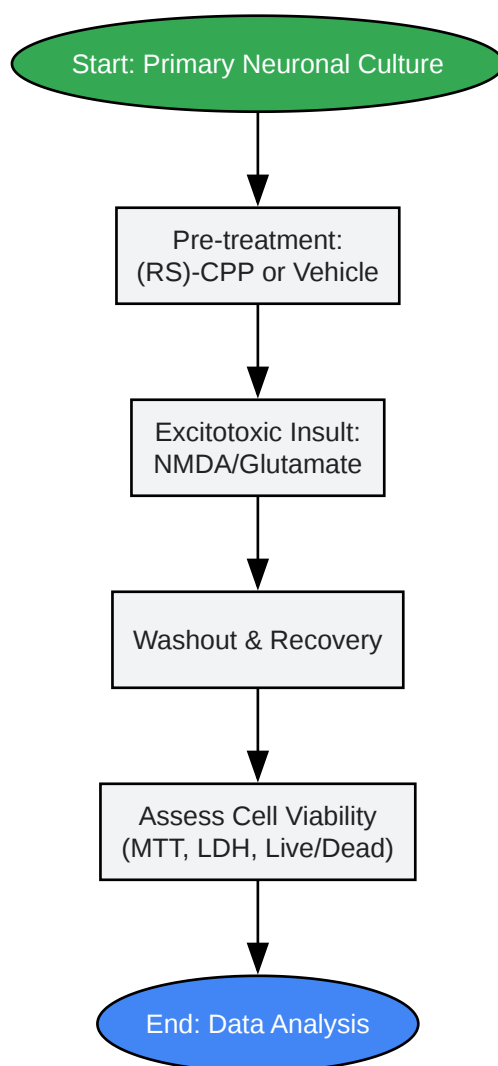 Start: Primary Neuronal Culture
Pre-treatment:
(RS)-CPP or Vehicle
Excitotoxic Insult:
NMDA/Glutamate
Washout & Recovery
Assess Cell Viability
(MTT, LDH, Live/Dead)
End: Data Analysis